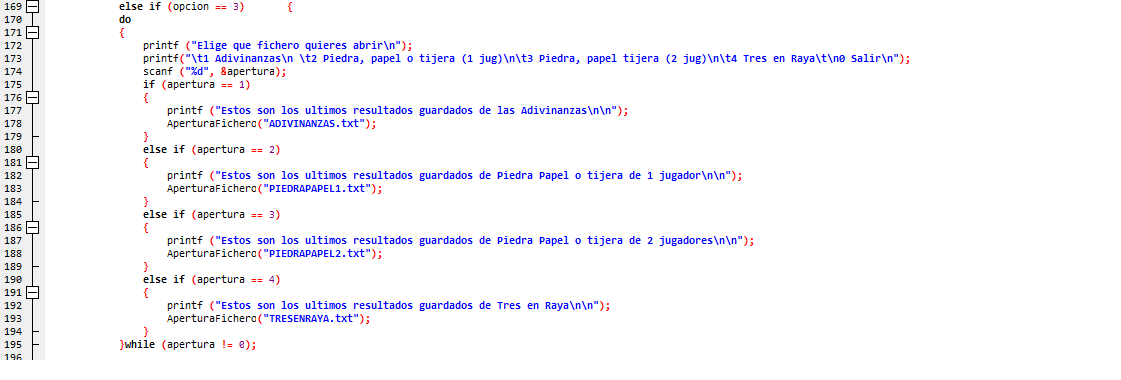 169 else if (opcion == 3) {
170 do
171 {
172 printf ("Elige que fichero quieres abrir\n");
173 printf("\t1 Adivinanzas\n \t2 Piedra, papel o tijera (1 jug)\n\t3 Piedra, papel tijera (2 jug)\n\t4 Tres en Raya\t\n0 Salir\n");
174 scanf ("%d", &apertura);
175 if (apertura == 1)
176 {
177 printf ("Estos son los ultimos resultados guardados de las Adivinanzas\n\n");
178 AperturaFichero("ADIVINANZAS.txt");
179 }
180 else if (apertura == 2)
181 {
182 printf ("Estos son los ultimos resultados guardados de Piedra Papel o tijera de 1 jugador\n\n");
183 AperturaFichero("PIEDRAPAPEL1.txt");
184 }
185 else if (apertura == 3)
186 {
187 printf ("Estos son los ultimos resultados guardados de Piedra Papel o tijera de 2 jugadores\n\n");
188 AperturaFichero("PIEDRAPAPEL2.txt");
189 }
190 else if (apertura == 4)
191 {
192 printf ("Estos son los ultimos resultados guardados de Tres en Raya\n\n");
193 AperturaFichero("TRESENRAYA.txt");
194 }
195 }while (apertura != 0);
196